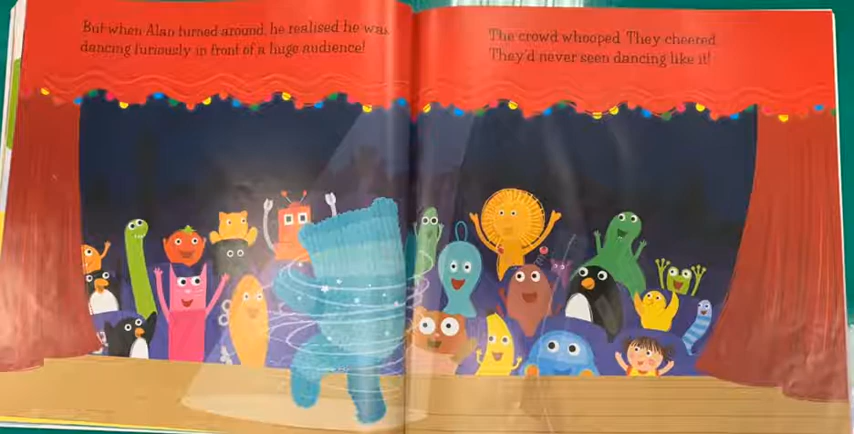 But when Alan turned around, he realised he was
dancing furiously in front of a huge audience!
The crowd whooped. They cheered.
They'd never seen dancing like it!